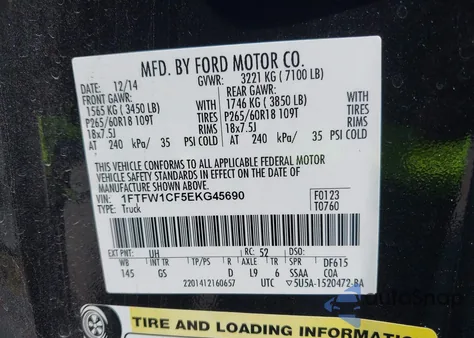 MFD. BY FORD MOTOR CO.
DATE: 12/14 GVWR: 3221 KG (7100 LB)
FRONT GAWR: REAR GAWR:
1565 KG (3450 LB) 1746 KG (3850 LB)
P265/60R18 109T TIRES P265/60R18 109T TIRES
18x7.5J RIMS 18x7.5J RIMS
AT 240 kPa/ 35 PSI COLD AT 240 kPa/ 35 PSI COLD
THIS VEHICLE CONFORMS TO ALL APPLICABLE FEDERAL MOTOR
VEHICLE SAFETY STANDARDS IN EFFECT ON THE DATE OF
MANUFACTURE SHOWN ABOVE.
VIN: 1FTFW1CF5EKG45690 F0123
TYPE: Truck T0760
EXT PNT: UH RC: 52 DSO:
WB INT TR TP/PS R AXLE TR SPR DF615
145 GS D L9 6 SSAA COA
2201412160657 UTC 5U5A-1520472-BA
autoSnap
TIRE AND LOADING INFORMATION